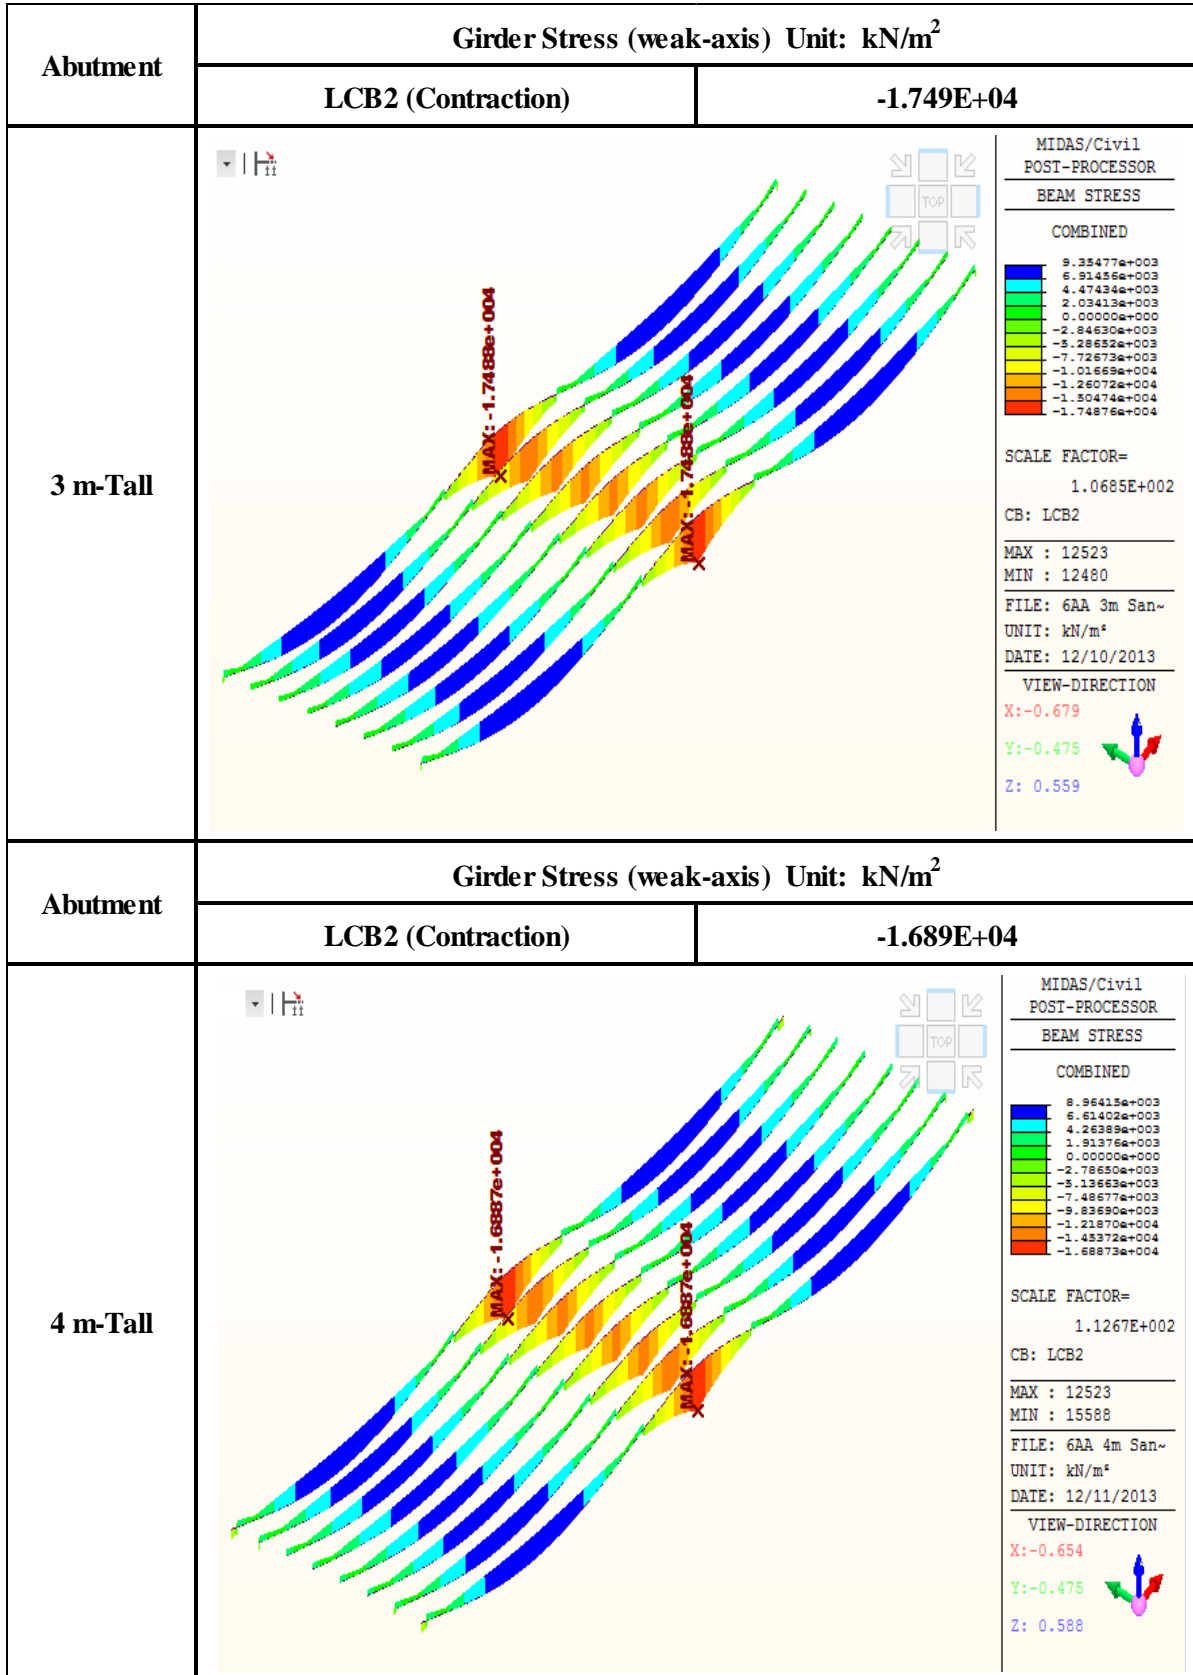 Abutment
Girder Stress (weak-axis) Unit: kN/m²
LCB2 (Contraction)
-1.749E+04
3 m-Tall
TOP
MAX: -1.7488e+004
MAX: -1.7488e+004
MIDAS/Civil
POST-PROCESSOR
BEAM STRESS
COMBINED
9.35477e+003
6.91456e+003
4.47434e+003
2.03413e+003
0.00000e+000
-2.84630e+003
-5.28652e+003
-7.72673e+003
-1.01669e+004
-1.26072e+004
-1.50474e+004
-1.74876e+004
SCALE FACTOR=
1.0685E+002
CB: LCB2
MAX : 12523
MIN : 12480
FILE: 6AA 3m San~
UNIT: kN/m²
DATE: 12/10/2013
VIEW-DIRECTION
X:-0.679
Y:-0.475
Z: 0.559
Abutment
Girder Stress (weak-axis) Unit: kN/m²
LCB2 (Contraction)
-1.689E+04
4 m-Tall
TOP
MAX: -1.6887e+004
MAX: -1.6887e+004
MIDAS/Civil
POST-PROCESSOR
BEAM STRESS
COMBINED
8.96415e+003
6.61402e+003
4.26389e+003
1.91376e+003
0.00000e+000
-2.78650e+003
-5.13663e+003
-7.48677e+003
-9.83690e+003
-1.21870e+004
-1.45372e+004
-1.68873e+004
SCALE FACTOR=
1.1267E+002
CB: LCB2
MAX : 12523
MIN : 15588
FILE: 6AA 4m San~
UNIT: kN/m²
DATE: 12/11/2013
VIEW-DIRECTION
X:-0.654
Y:-0.475
Z: 0.588